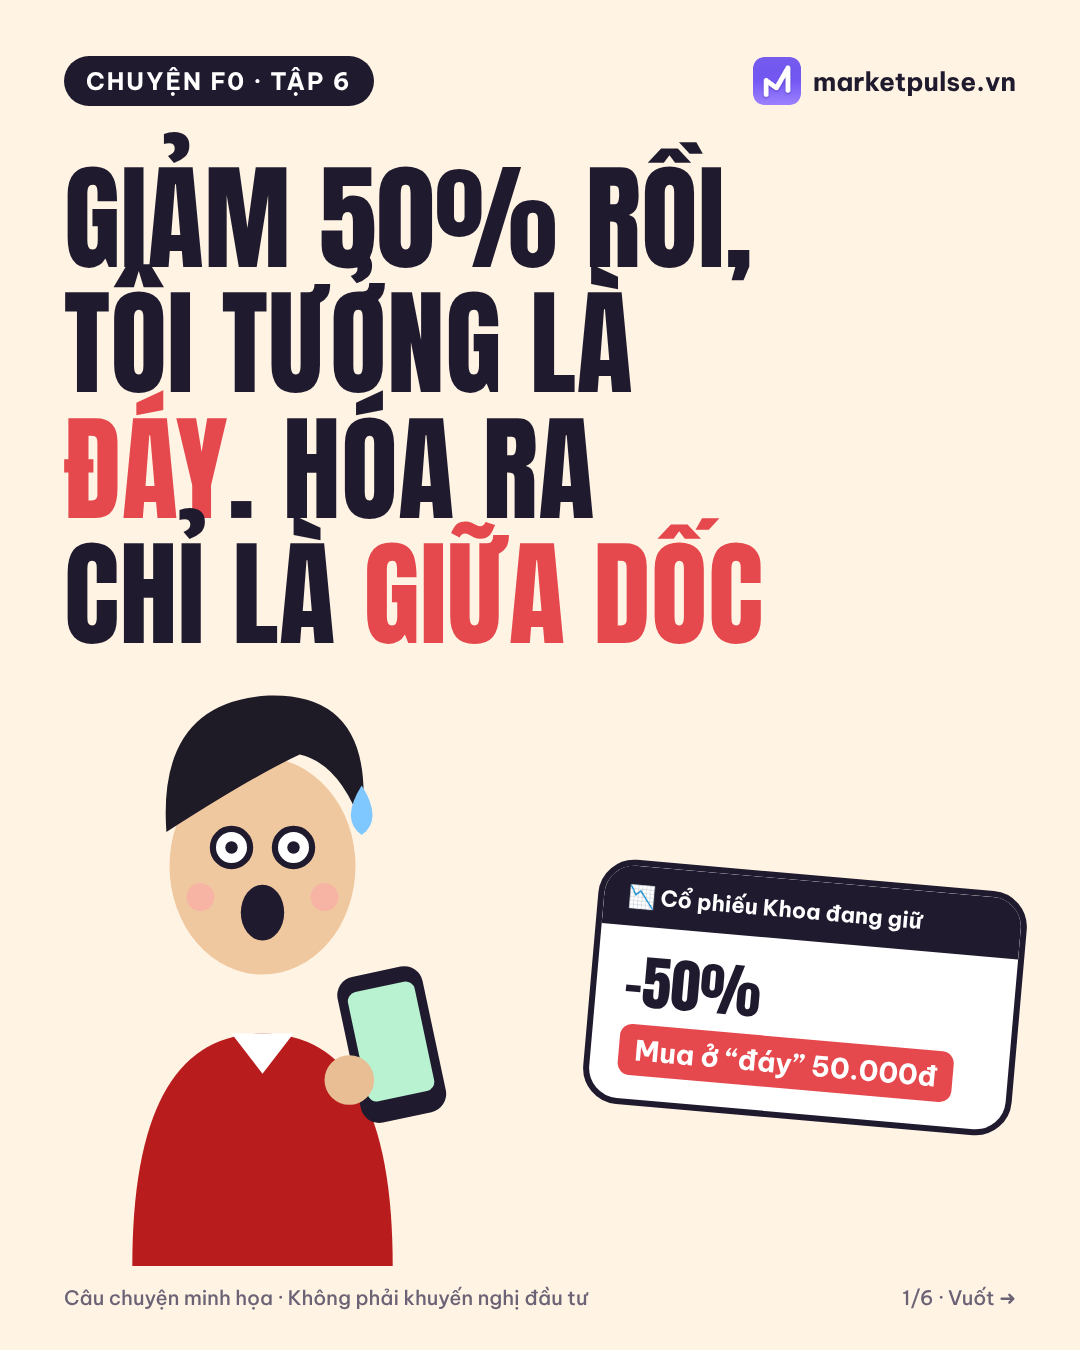 CHUYỆN F0 · TẬP 6
marketpulse.vn
GIẢM 50% RỒI,
TÔI TƯỞNG LÀ
ĐÁY. HÓA RA
CHỈ LÀ GIỮA DỐC
📉 Cổ phiếu Khoa đang giữ
-50%
Mua ở “đáy” 50.000đ
Câu chuyện minh họa · Không phải khuyến nghị đầu tư
1/6 · Vuốt →